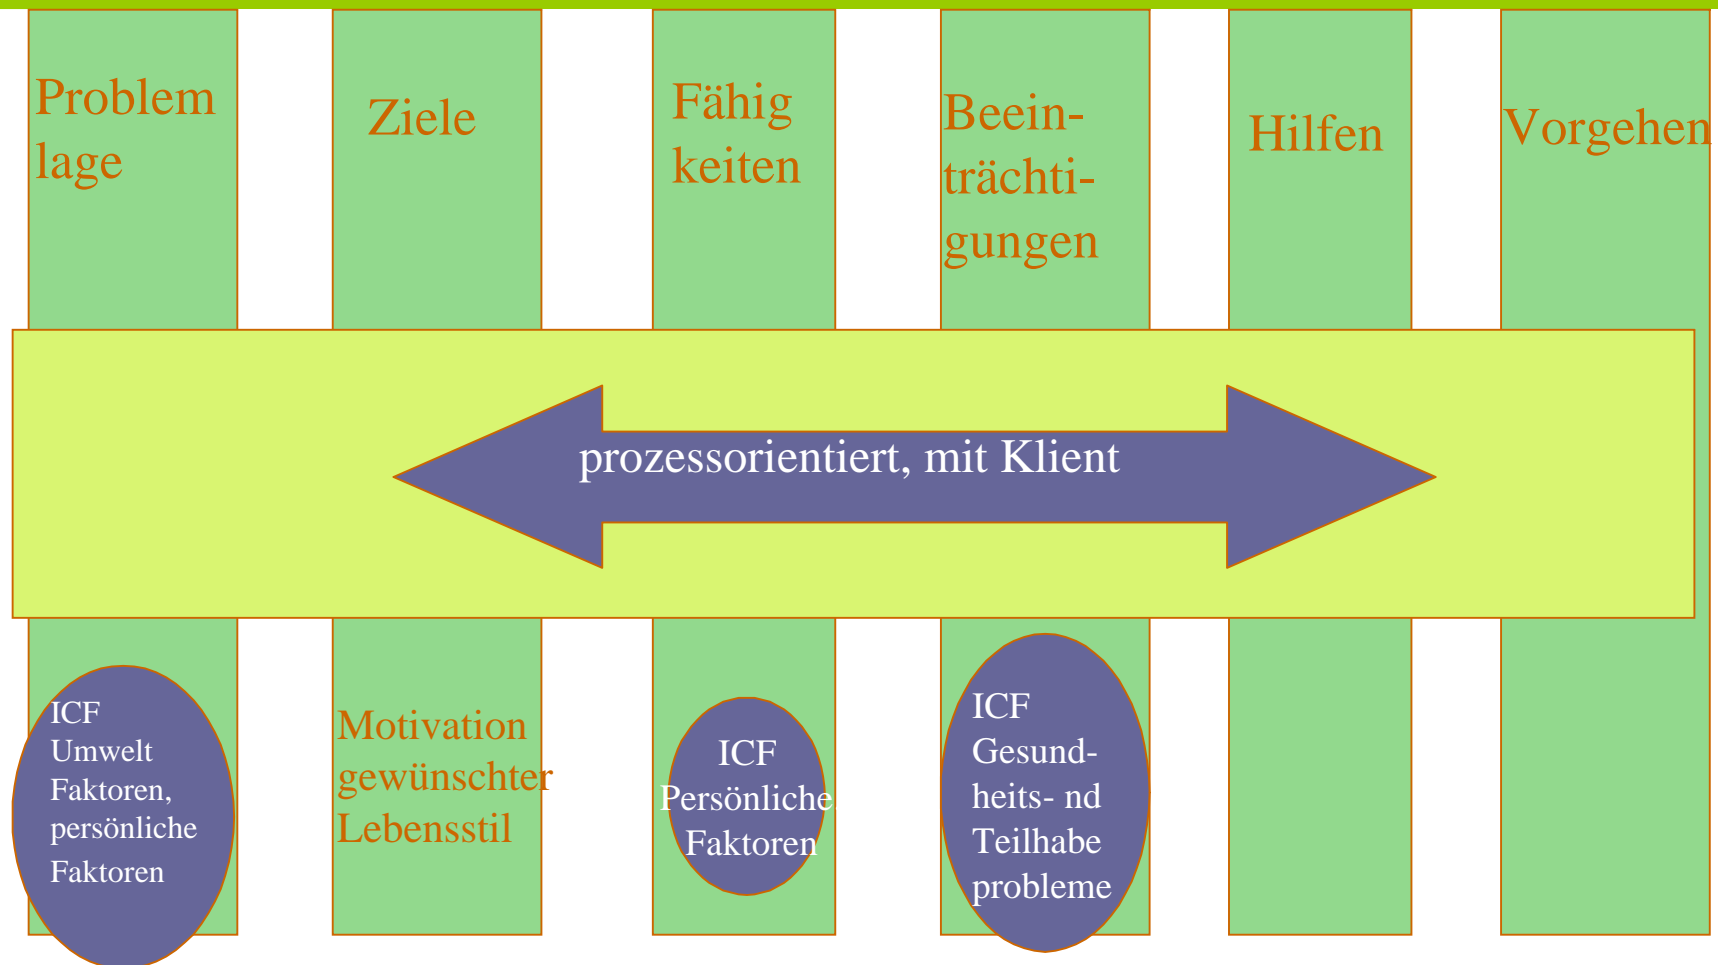 Problem
lage
Ziele
Fähig
keiten
Beein-
trächti-
gungen
Hilfen
Vorgehen
prozessorientiert, mit Klient
ICF
Umwelt
Faktoren,
persönliche
Faktoren
Motivation
gewünschter
Lebensstil
ICF
Persönliche
Faktoren
ICF
Gesund-
heits- nd
Teilhabe
probleme